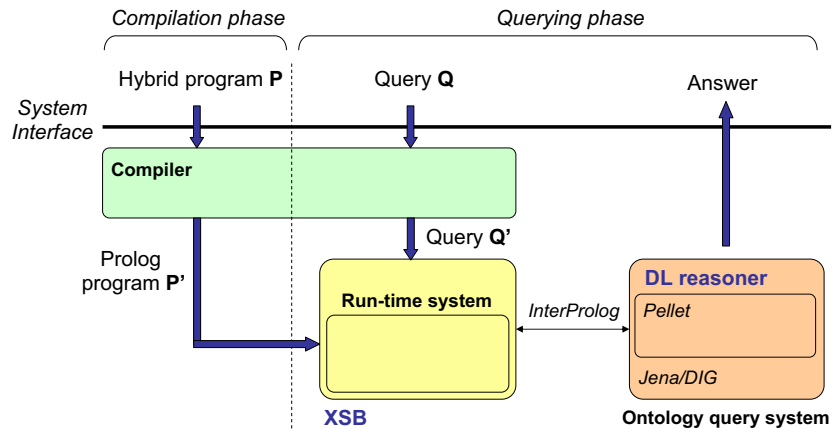 Compilation phase
Querying phase
Hybrid program P
Query Q
Answer
System
Interface
Compiler
Prolog
program P’
Query Q’
Run-time system
InterProlog
DL reasoner
Pellet
Jena/DIG
XSB
Ontology query system